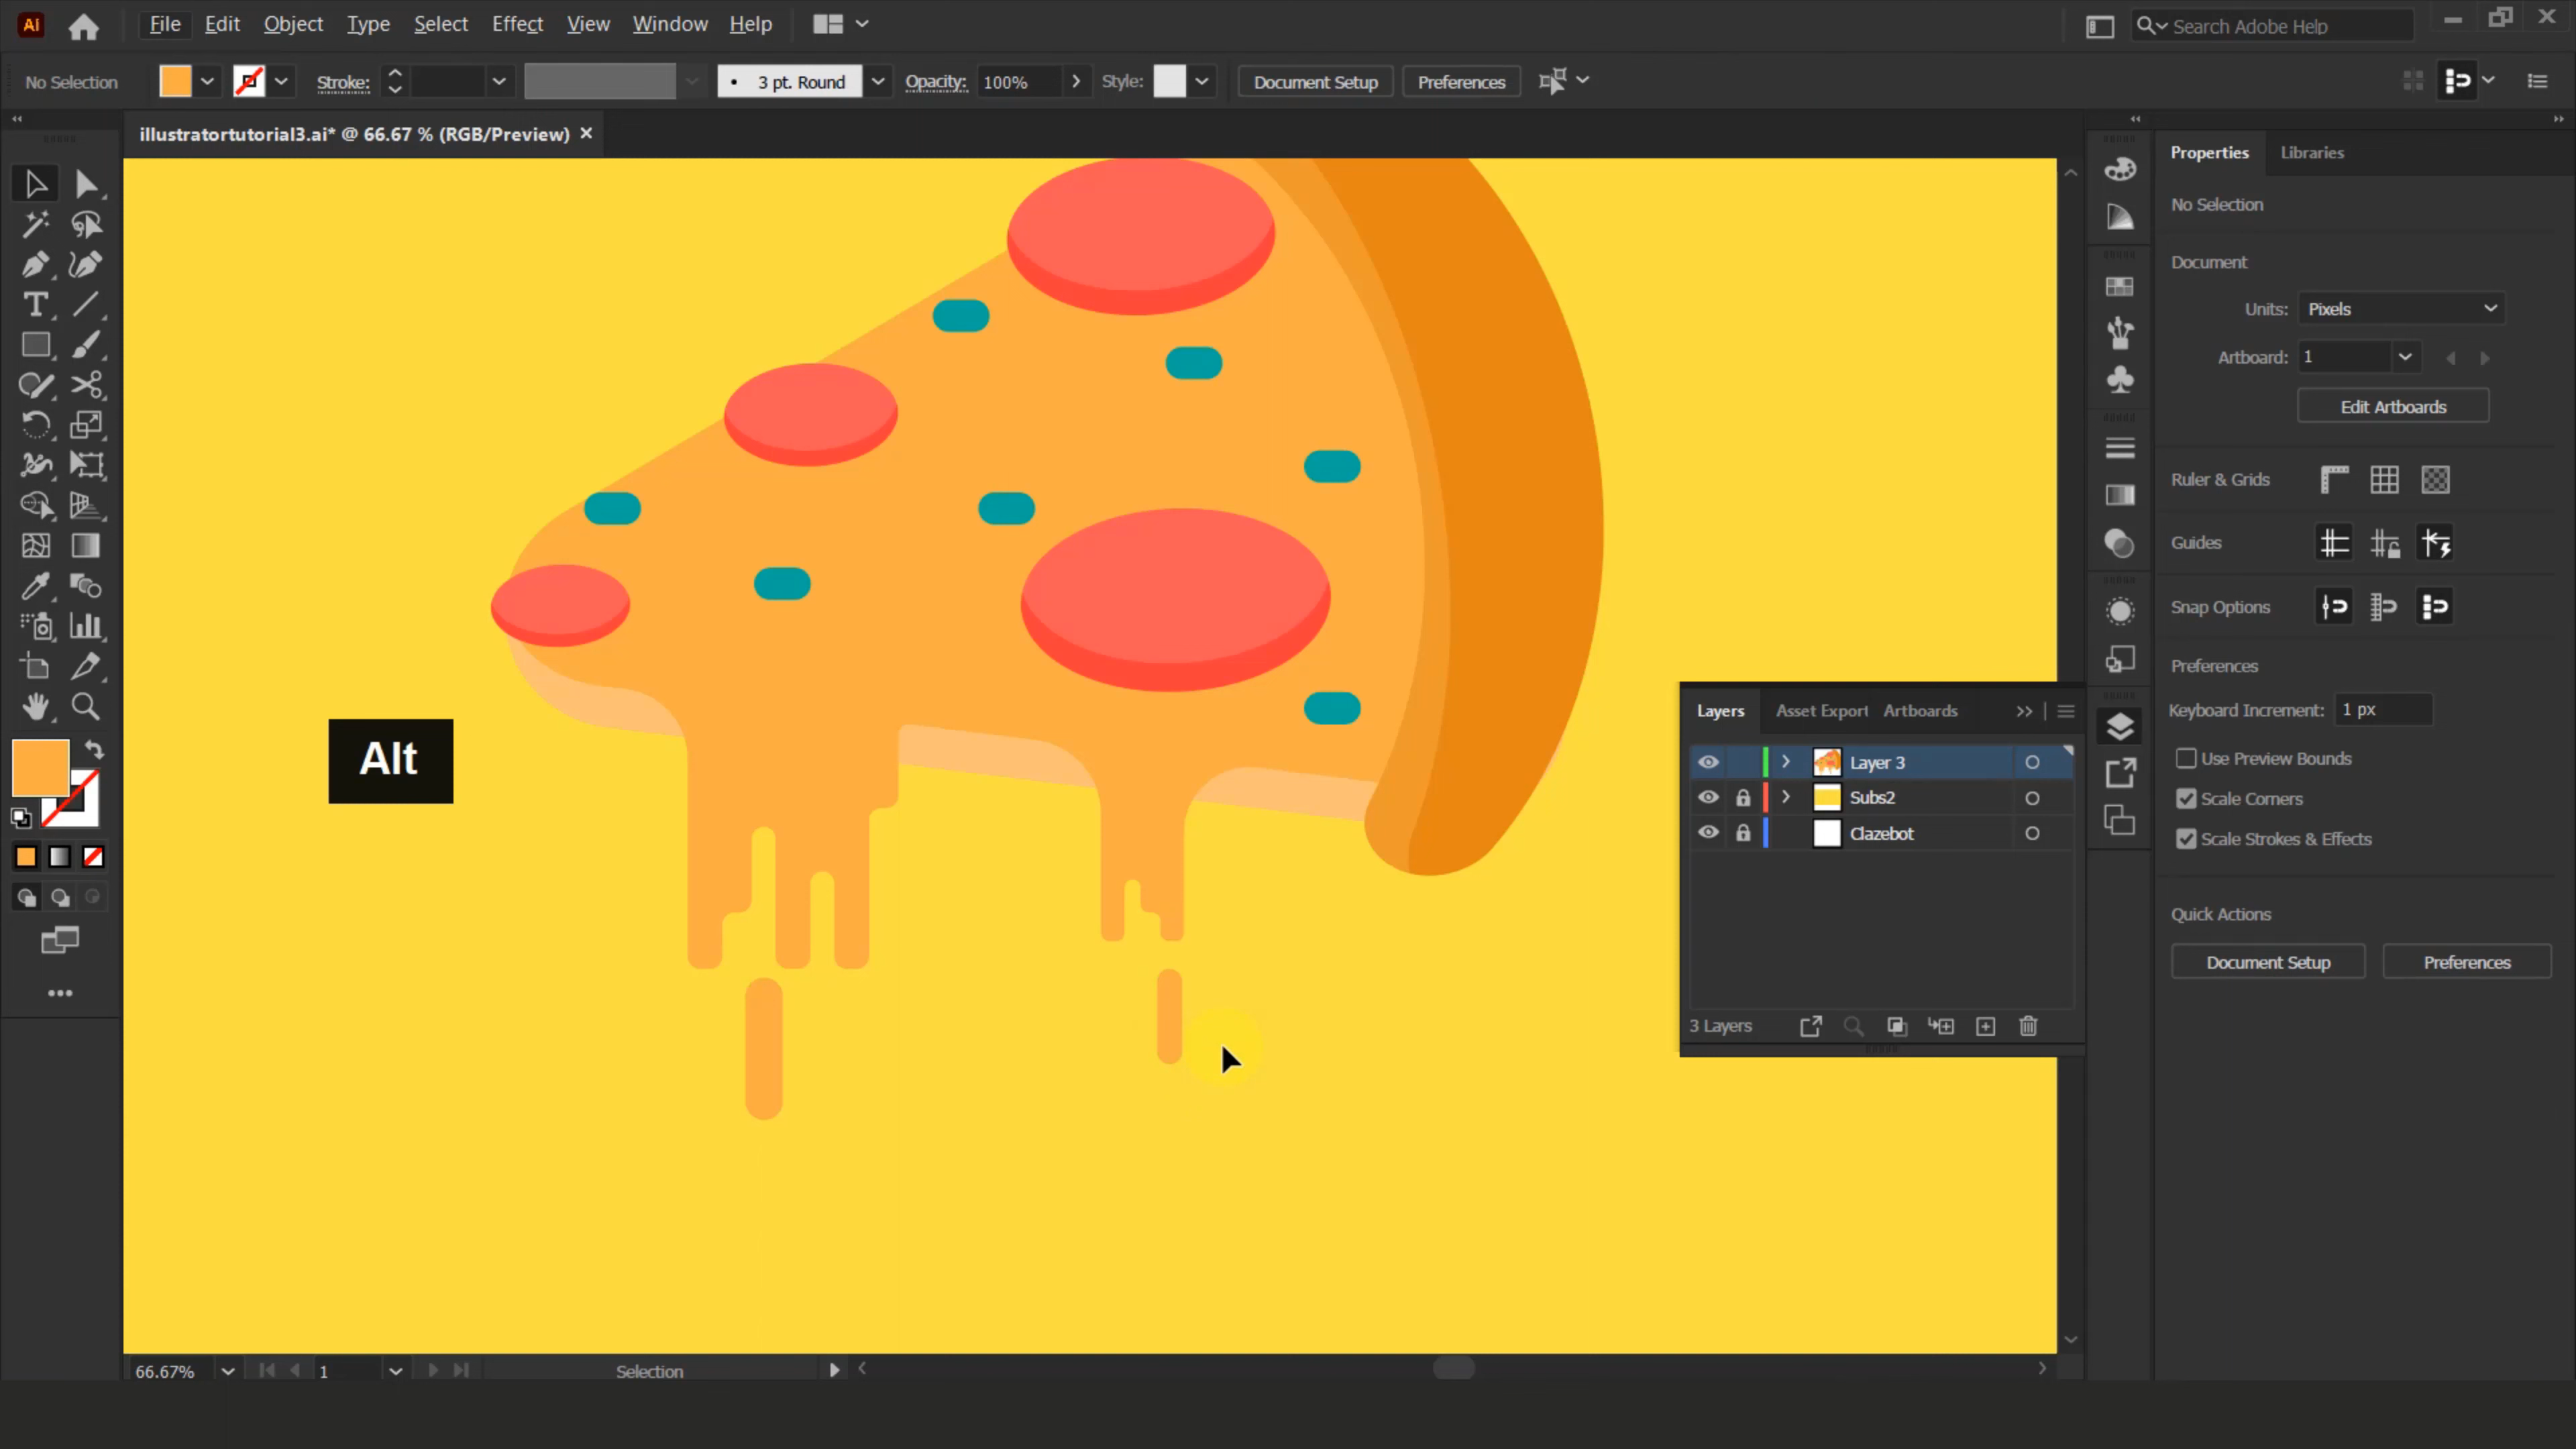 Ai File Edit Object Type Select Effect View Window Help Search Adobe Help
No Selection Stroke: 3 pt. Round Opacity: 100% Style: Document Setup Preferences
illustratortutorial3.ai* @ 66.67 % (RGB/Preview) ×
Properties Libraries
No Selection
Document
Units: Pixels
Artboard: 1
Edit Artboards
Ruler & Grids
Guides
Snap Options
Preferences
Keyboard Increment: 1 px
Use Preview Bounds
Scale Corners
Scale Strokes & Effects
Quick Actions
Document Setup Preferences
Alt
Layers Asset Export Artboards
Layer 3
Subs2
Clazebot
3 Layers
66.67% 1 Selection